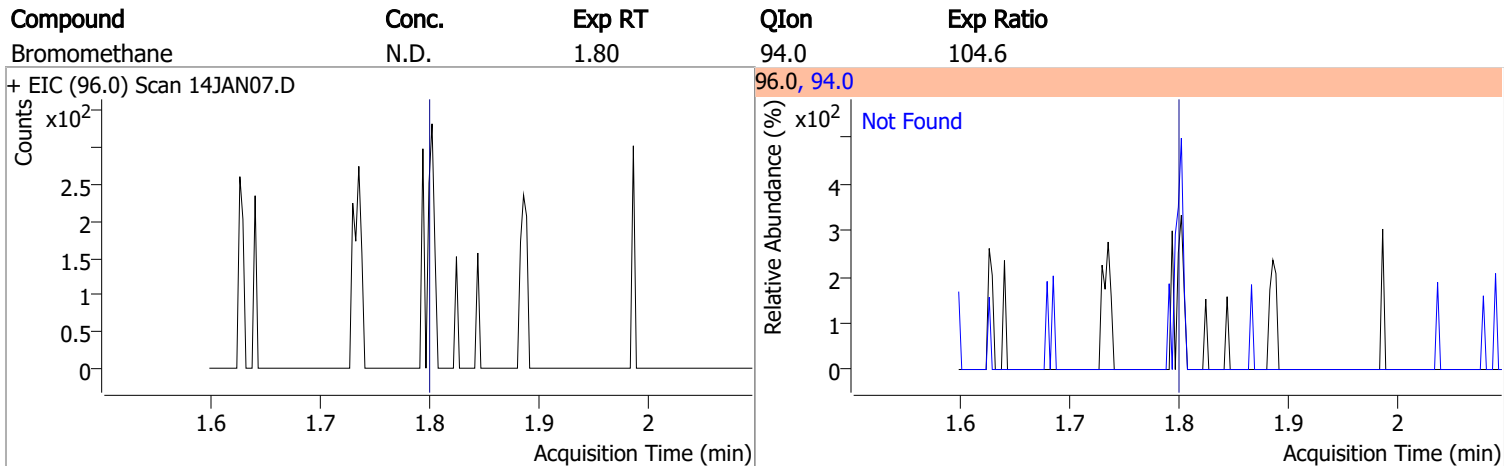 Compound Conc. Exp RT QIon Exp Ratio
Bromomethane N.D. 1.80 94.0 104.6
+ EIC (96.0) Scan 14JAN07.D
Counts
x10²
2.5
2
1.5
1
0.5
0
1.6 1.7 1.8 1.9 2
Acquisition Time (min)
96.0, 94.0
Relative Abundance (%)
x10²
Not Found
4
3
2
1
0
1.6 1.7 1.8 1.9 2
Acquisition Time (min)